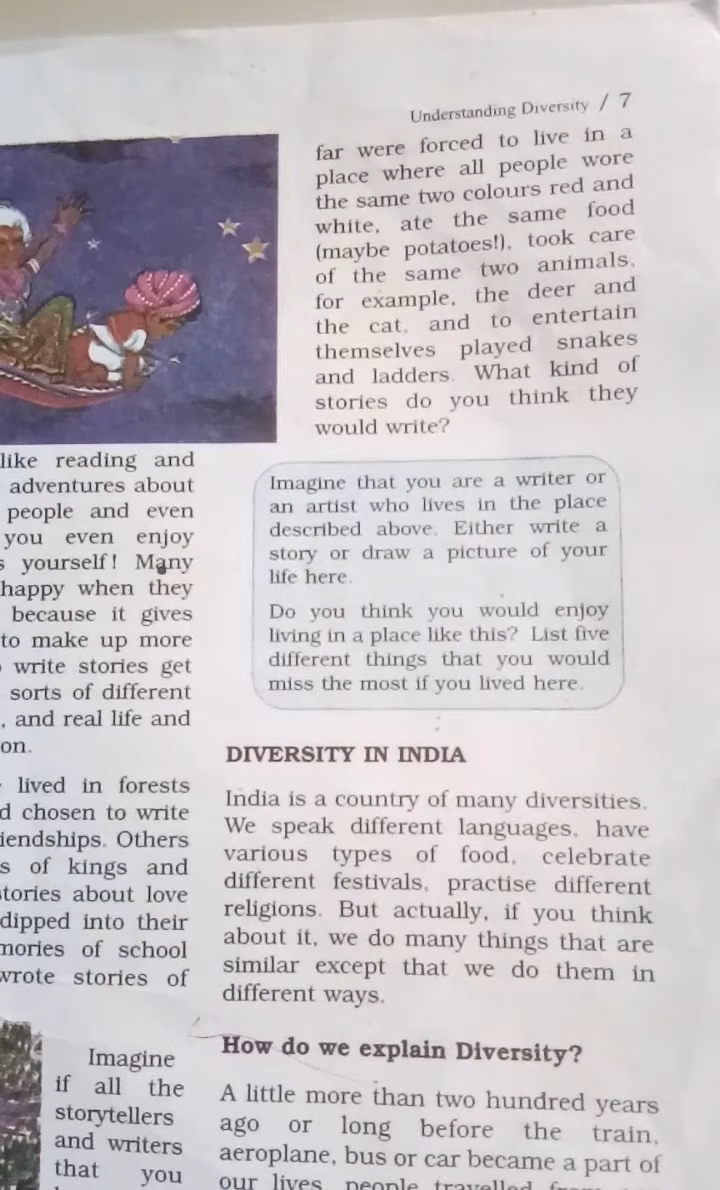 Understanding Diversity / 7
like reading and
adventures about
people and even
you even enjoy
s yourself! Many
happy when they
because it gives
to make up more
write stories get
sorts of different
, and real life and
on.
lived in forests
d chosen to write
iendships. Others
s of kings and
stories about love
dipped into their
mories of school
wrote stories of
Imagine
if all the
storytellers
and writers
that you
far were forced to live in a
place where all people wore
the same two colours red and
white, ate the same food
(maybe potatoes!), took care
of the same two animals,
for example, the deer and
the cat, and to entertain
themselves played snakes
and ladders. What kind of
stories do you think they
would write?
Imagine that you are a writer or
an artist who lives in the place
described above. Either write a
story or draw a picture of your
life here.
Do you think you would enjoy
living in a place like this? List five
different things that you would
miss the most if you lived here.
DIVERSITY IN INDIA
India is a country of many diversities.
We speak different languages, have
various types of food, celebrate
different festivals, practise different
religions. But actually, if you think
about it, we do many things that are
similar except that we do them in
different ways.
How do we explain Diversity?
A little more than two hundred years
ago or long before the train,
aeroplane, bus or car became a part of
our lives, people travelled